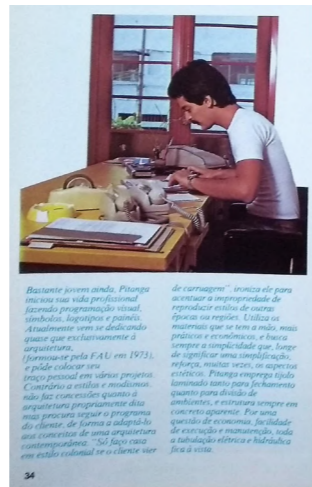 Bastante jovem ainda, Pitanga
iniciou sua vida profissional
fazendo programação visual,
símbolos, logotipos e painéis.
Atualmente vem se dedicando
quase que exclusivamente à
arquitetura,
(formou-se pela FAU em 1973),
e pôde colocar seu
traço pessoal em vários projetos.
Contrário a estilos e modismos,
não faz concessões quanto à
arquitetura propriamente dita
mas procura seguir o programa
do cliente, de forma a adaptá-lo
aos conceitos de uma arquitetura
contemporânea. "Só faço casa
em estilo colonial se o cliente vier
de carruagem", ironiza ele para
acentuar a impropriedade de
reproduzir estilos de outras
épocas ou regiões. Utiliza os
materiais que se tem a mão, mais
práticos e econômicos, e busca
sempre a simplicidade que, longe
de significar uma simplificação,
reforça, muitas vezes, os aspectos
estéticos. Pitanga emprega tijolo
laminado tanto para fechamento
quanto para divisão de
ambientes, e estrutura sempre em
concreto aparente. Por uma
questão de economia, facilidade
de execução e manutenção, toda
a tubulação elétrica e hidráulica
fica à vista.
34